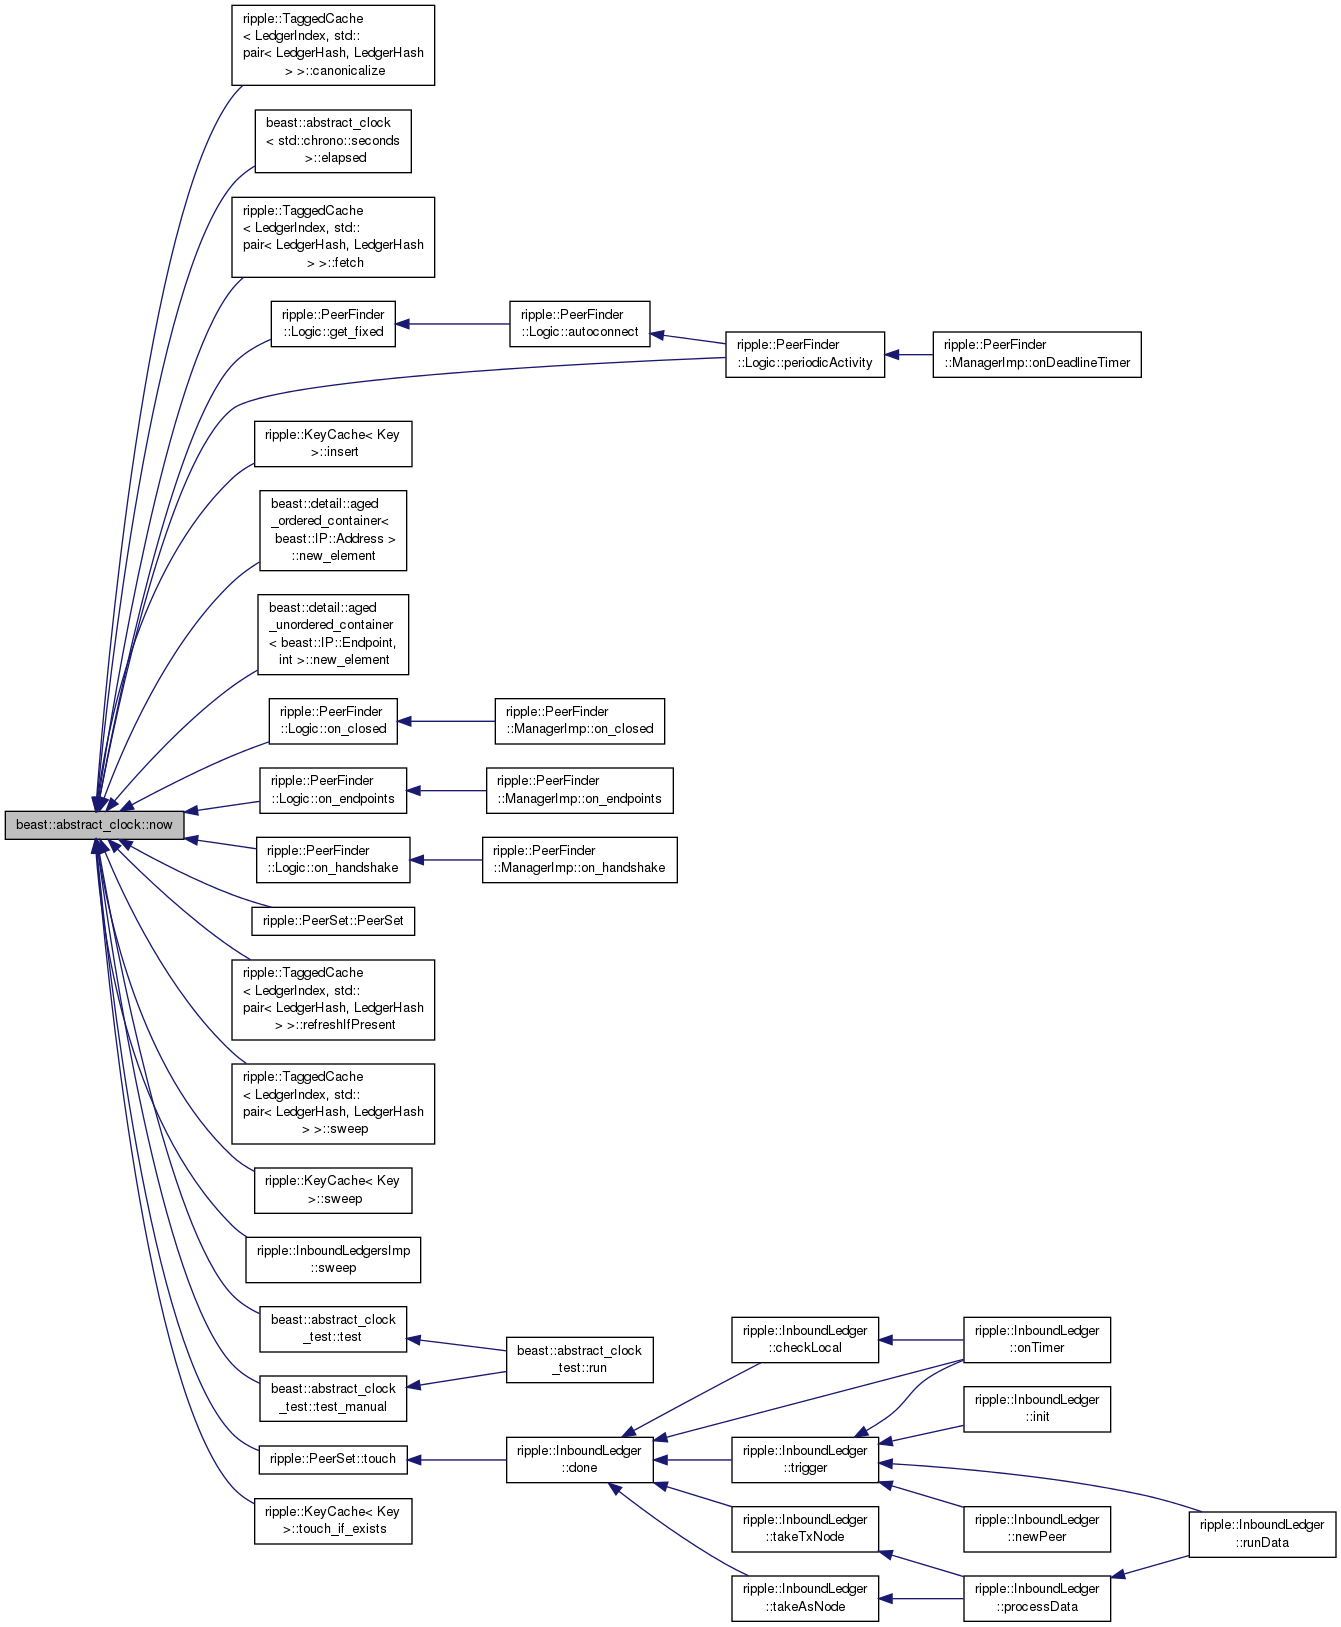 ripple::TaggedCache
< LedgerIndex, std::
pair< LedgerHash, LedgerHash
> >::canonicalize
beast::abstract_clock
< std::chrono::seconds
>::elapsed
ripple::TaggedCache
< LedgerIndex, std::
pair< LedgerHash, LedgerHash
> >::fetch
ripple::PeerFinder
::Logic::get_fixed
ripple::PeerFinder
::Logic::autoconnect
ripple::PeerFinder
::Logic::periodicActivity
ripple::PeerFinder
::ManagerImp::onDeadlineTimer
ripple::KeyCache< Key
>::insert
beast::detail::aged
_ordered_container<
beast::IP::Address >
::new_element
beast::detail::aged
_unordered_container
< beast::IP::Endpoint,
int >::new_element
ripple::PeerFinder
::Logic::on_closed
ripple::PeerFinder
::ManagerImp::on_closed
ripple::PeerFinder
::Logic::on_endpoints
ripple::PeerFinder
::ManagerImp::on_endpoints
beast::abstract_clock::now
ripple::PeerFinder
::Logic::on_handshake
ripple::PeerFinder
::ManagerImp::on_handshake
ripple::PeerSet::PeerSet
ripple::TaggedCache
< LedgerIndex, std::
pair< LedgerHash, LedgerHash
> >::refreshIfPresent
ripple::TaggedCache
< LedgerIndex, std::
pair< LedgerHash, LedgerHash
> >::sweep
ripple::KeyCache< Key
>::sweep
ripple::InboundLedgersImp
::sweep
beast::abstract_clock
_test::test
beast::abstract_clock
_test::run
beast::abstract_clock
_test::test_manual
ripple::PeerSet::touch
ripple::InboundLedger
::done
ripple::InboundLedger
::checkLocal
ripple::InboundLedger
::onTimer
ripple::InboundLedger
::init
ripple::InboundLedger
::trigger
ripple::InboundLedger
::newPeer
ripple::InboundLedger
::takeTxNode
ripple::InboundLedger
::runData
ripple::InboundLedger
::takeAsNode
ripple::InboundLedger
::processData
ripple::KeyCache< Key
>::touch_if_exists